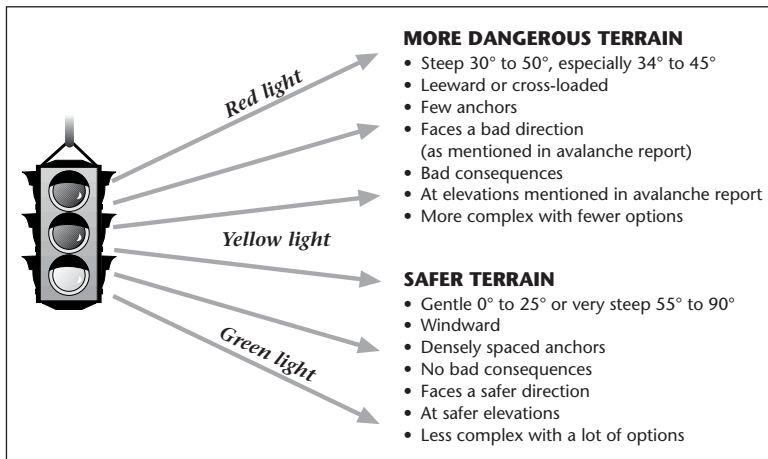 MORE DANGEROUS TERRAIN
• Steep 30° to 50°, especially 34° to 45°
• Leeward or cross-loaded
• Few anchors
• Faces a bad direction
(as mentioned in avalanche report)
• Bad consequences
• At elevations mentioned in avalanche report
• More complex with fewer options
Red light
Yellow light
Green light
SAFER TERRAIN
• Gentle 0° to 25° or very steep 55° to 90°
• Windward
• Densely spaced anchors
• No bad consequences
• Faces a safer direction
• At safer elevations
• Less complex with a lot of options